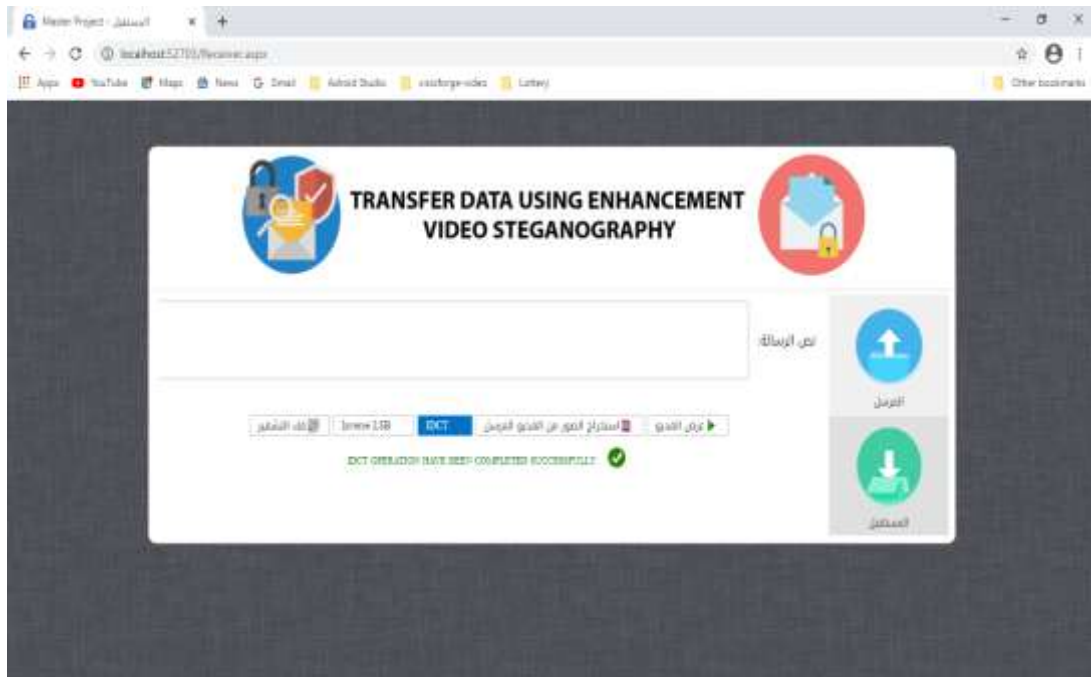 Master Project - المستقبل
localhost:52703/Receiver.aspx
Apps YouTube Maps News Gmail Other bookmarks
TRANSFER DATA USING ENHANCEMENT
VIDEO STEGANOGRAPHY
نص الرسالة:
المرسل
عرض الفديو استخراج الصور من الفديو المرسل IDCT Inverse LSB فك التشفير
IDCT OPERATION HAVE BEEN COMPLETED SUCCESSFULLY
المستقبل